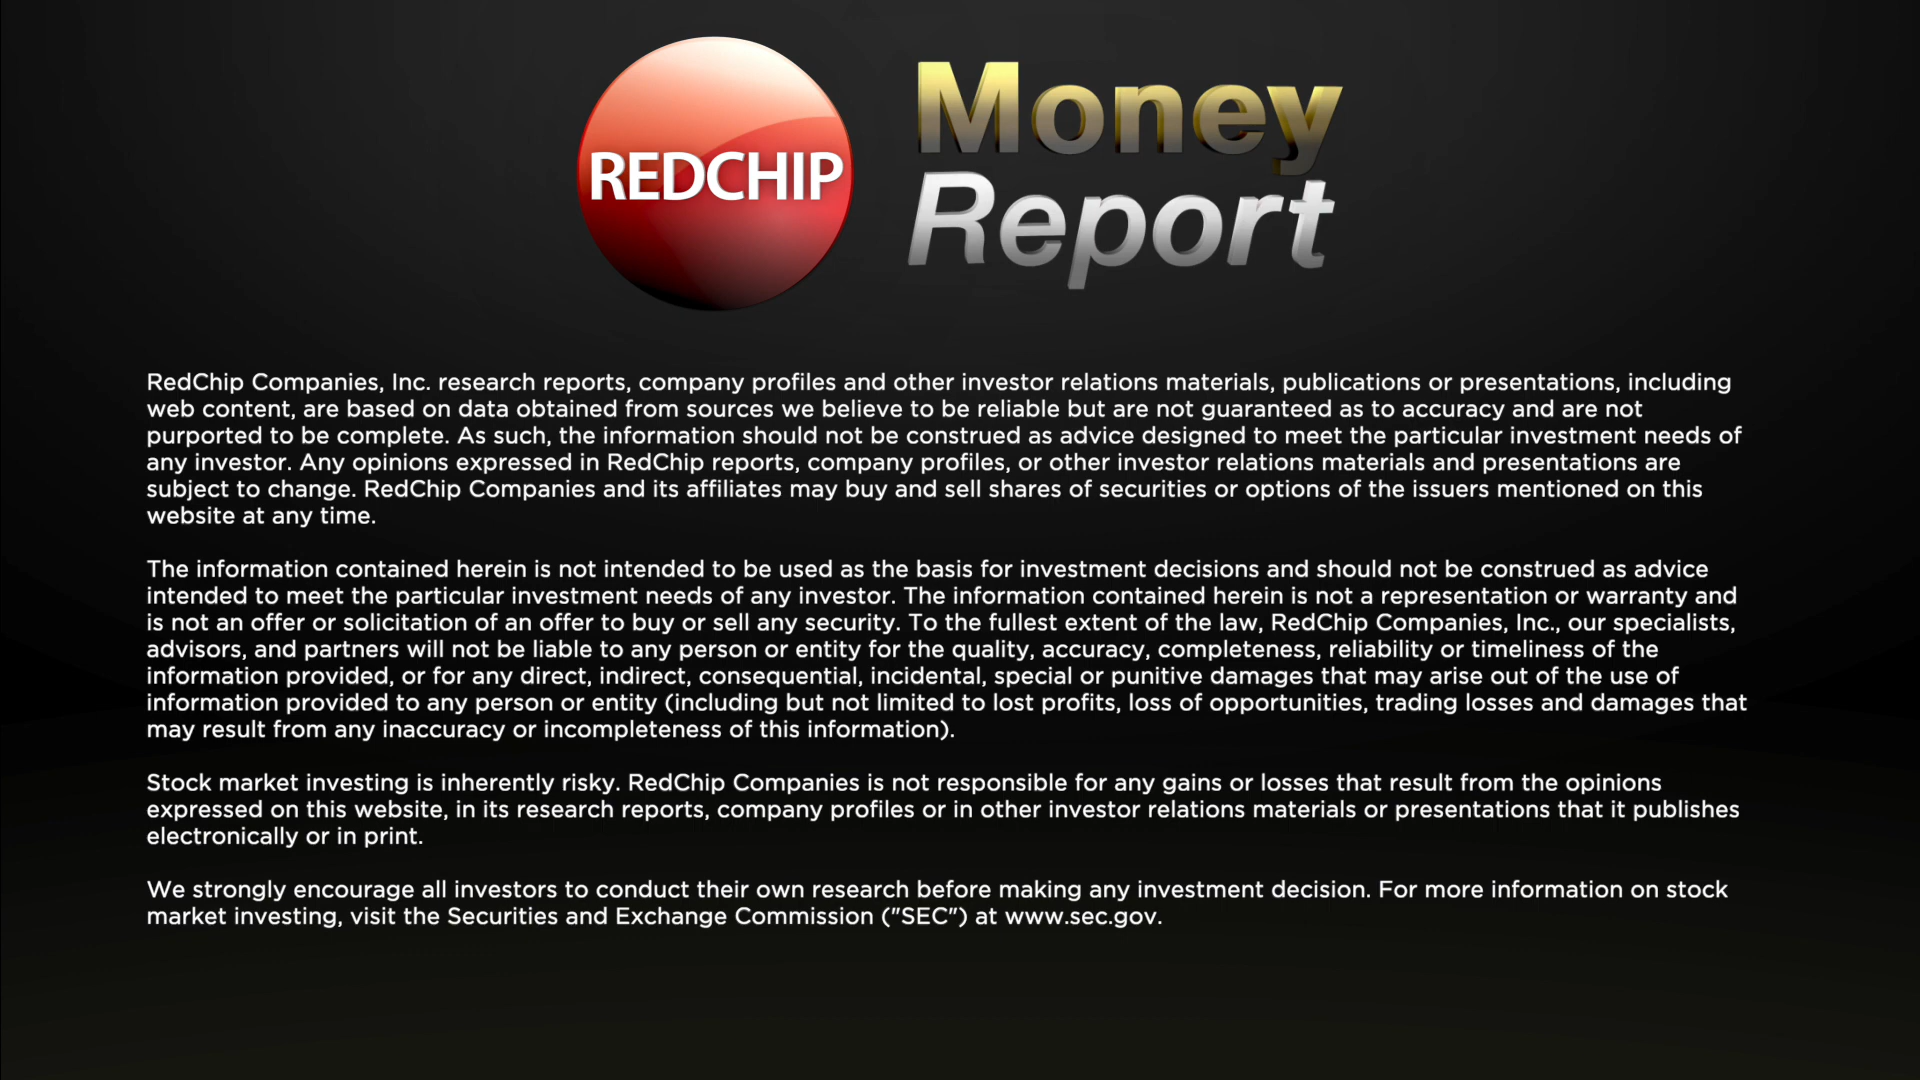 REDCHIP
Money
Report
RedChip Companies, Inc. research reports, company profiles and other investor relations materials, publications or presentations, including
web content, are based on data obtained from sources we believe to be reliable but are not guaranteed as to accuracy and are not
purported to be complete. As such, the information should not be construed as advice designed to meet the particular investment needs of
any investor. Any opinions expressed in RedChip reports, company profiles, or other investor relations materials and presentations are
subject to change. RedChip Companies and its affiliates may buy and sell shares of securities or options of the issuers mentioned on this
website at any time.
The information contained herein is not intended to be used as the basis for investment decisions and should not be construed as advice
intended to meet the particular investment needs of any investor. The information contained herein is not a representation or warranty and
is not an offer or solicitation of an offer to buy or sell any security. To the fullest extent of the law, RedChip Companies, Inc., our specialists,
advisors, and partners will not be liable to any person or entity for the quality, accuracy, completeness, reliability or timeliness of the
information provided, or for any direct, indirect, consequential, incidental, special or punitive damages that may arise out of the use of
information provided to any person or entity (including but not limited to lost profits, loss of opportunities, trading losses and damages that
may result from any inaccuracy or incompleteness of this information).
Stock market investing is inherently risky. RedChip Companies is not responsible for any gains or losses that result from the opinions
expressed on this website, in its research reports, company profiles or in other investor relations materials or presentations that it publishes
electronically or in print.
We strongly encourage all investors to conduct their own research before making any investment decision. For more information on stock
market investing, visit the Securities and Exchange Commission ("SEC") at www.sec.gov.